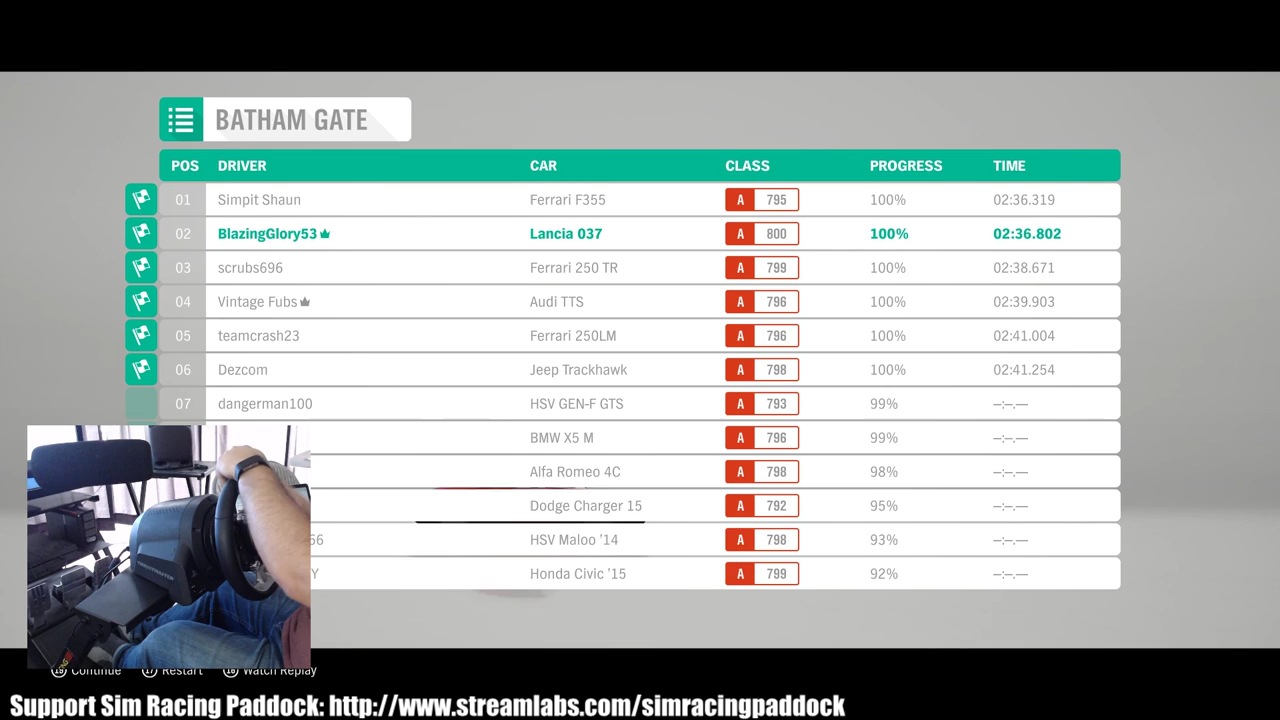 BATHAM GATE
POS DRIVER CAR CLASS PROGRESS TIME
01 Simpit Shaun Ferrari F355 A 795 100% 02:36.319
02 BlazingGlory53 Lancia 037 A 800 100% 02:36.802
03 scrubs696 Ferrari 250 TR A 799 100% 02:38.671
04 Vintage Fubs Audi TTS A 796 100% 02:39.903
05 teamcrash23 Ferrari 250LM A 796 100% 02:41.004
06 Dezcom Jeep Trackhawk A 798 100% 02:41.254
07 dangerman100 HSV GEN-F GTS A 793 99% --:--.---
BMW X5 M A 796 99% --:--.---
Alfa Romeo 4C A 798 98% --:--.---
Dodge Charger 15 A 792 95% --:--.---
56 HSV Maloo '14 A 798 93% --:--.---
Y Honda Civic '15 A 799 92% --:--.---
Continue Restart Watch Replay
Support Sim Racing Paddock: http://www.streamlabs.com/simracingpaddock